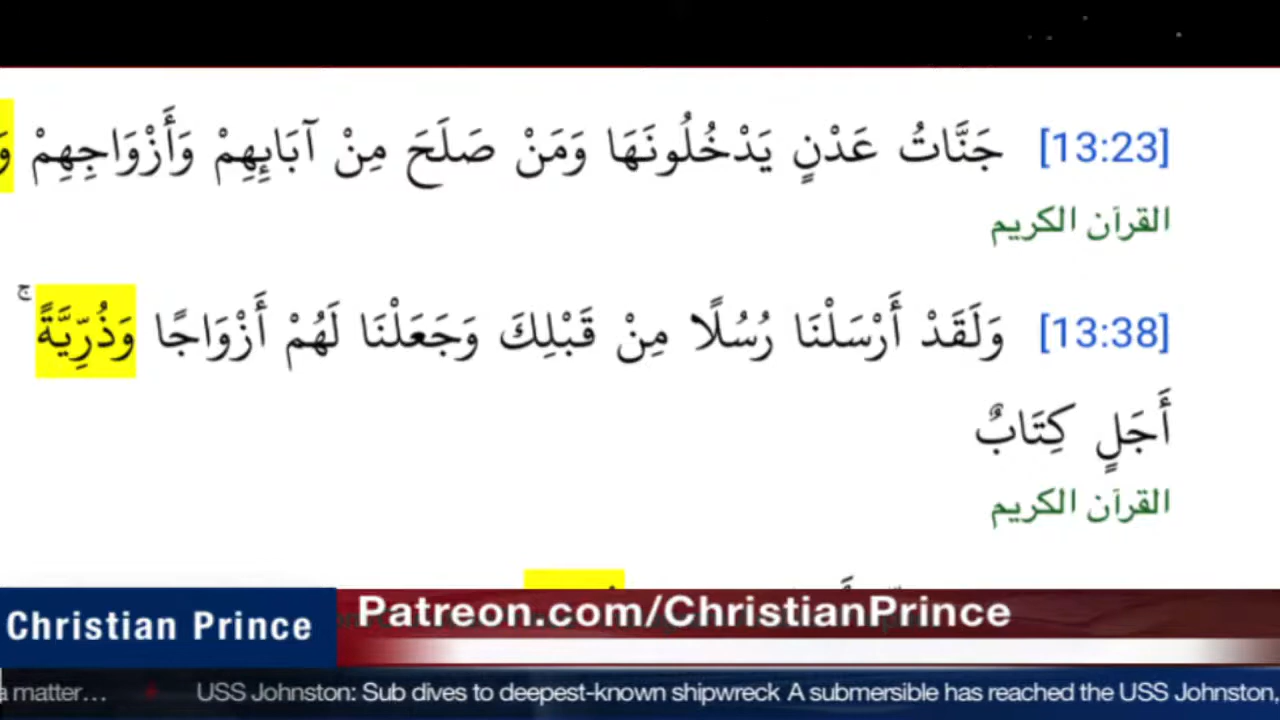 [13:23] جَنَّاتُ عَدْنٍ يَدْخُلُونَهَا وَمَنْ صَلَحَ مِنْ آبَائِهِمْ وَأَزْوَاجِهِمْ
القرآن الكريم
[13:38] وَلَقَدْ أَرْسَلْنَا رُسُلًا مِنْ قَبْلِكَ وَجَعَلْنَا لَهُمْ أَزْوَاجًا وَذُرِّيَّةً ۚ
أَجَلٍ كِتَابٌ
القرآن الكريم
Christian Prince
Patreon.com/ChristianPrince
a matter... USS Johnston: Sub dives to deepest-known shipwreck A submersible has reached the USS Johnston,